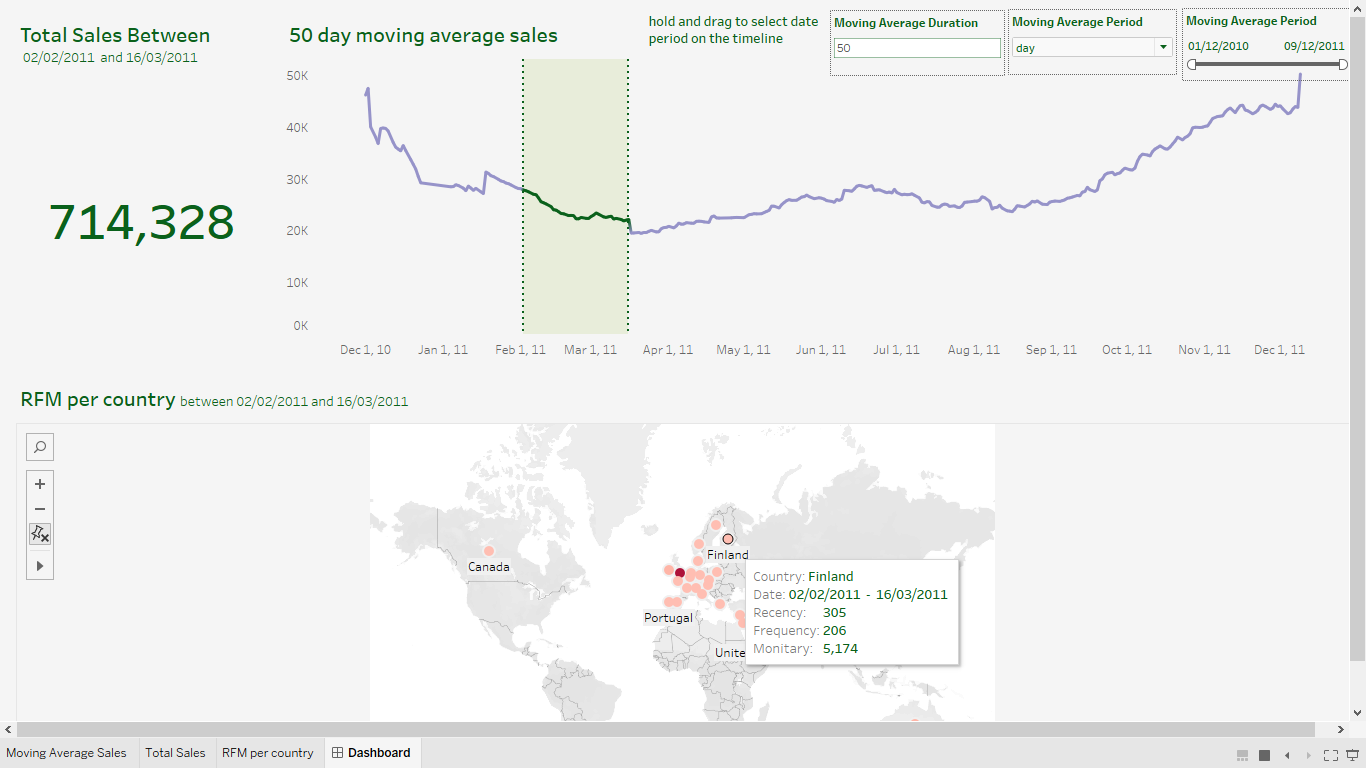 Total Sales Between
02/02/2011 and 16/03/2011
714,328
50 day moving average sales
hold and drag to select date
period on the timeline
Moving Average Duration
50
Moving Average Period
day
Moving Average Period
01/12/2010 09/12/2011
50K
40K
30K
20K
10K
0K
Dec 1, 10 Jan 1, 11 Feb 1, 11 Mar 1, 11 Apr 1, 11 May 1, 11 Jun 1, 11 Jul 1, 11 Aug 1, 11 Sep 1, 11 Oct 1, 11 Nov 1, 11 Dec 1, 11
RFM per country between 02/02/2011 and 16/03/2011
Canada
Finland
Portugal
Unite
Country: Finland
Date: 02/02/2011 - 16/03/2011
Recency: 305
Frequency: 206
Monitary: 5,174
Moving Average Sales Total Sales RFM per country Dashboard